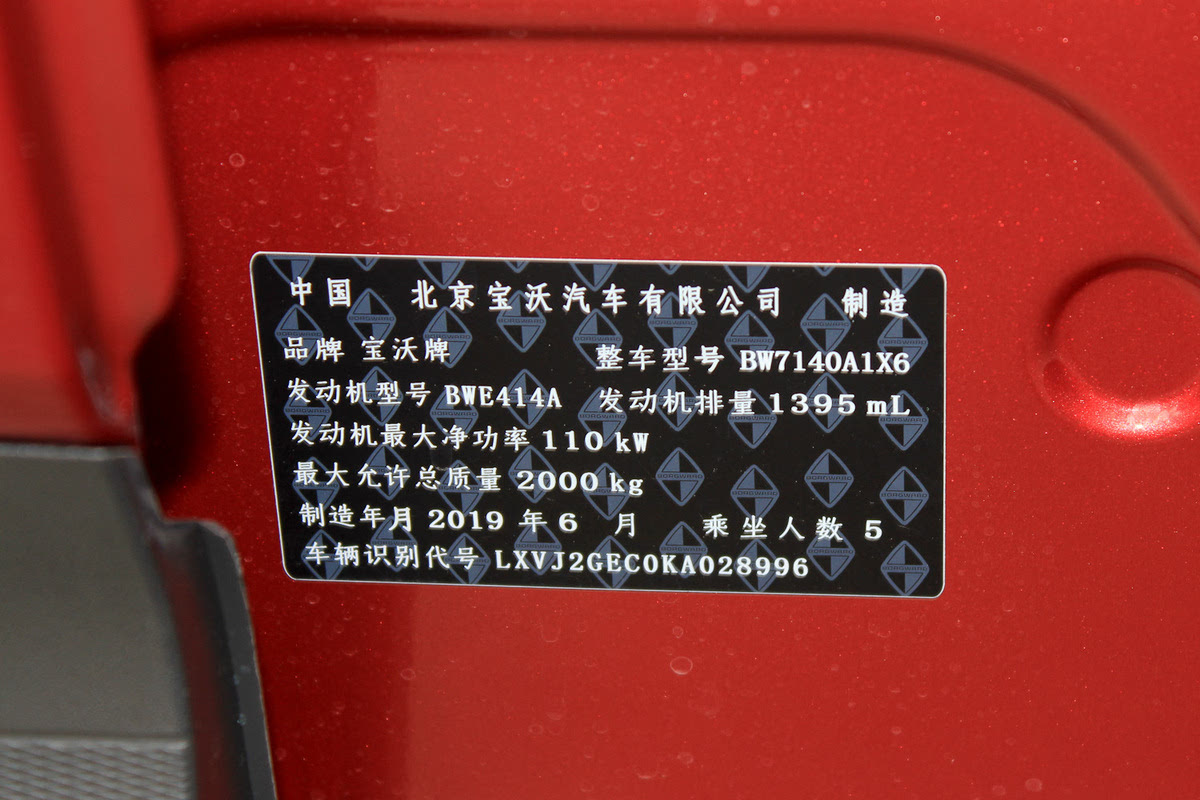 中国 北京宝沃汽车有限公司 制造
品牌 宝沃牌 整车型号 BW7140A1X6
发动机型号 BWE414A 发动机排量 1395 mL
发动机最大净功率 110 kW
最大允许总质量 2000 kg
制造年月 2019 年 6 月 乘坐人数 5
车辆识别代号 LXVJ2GEC0KA028996